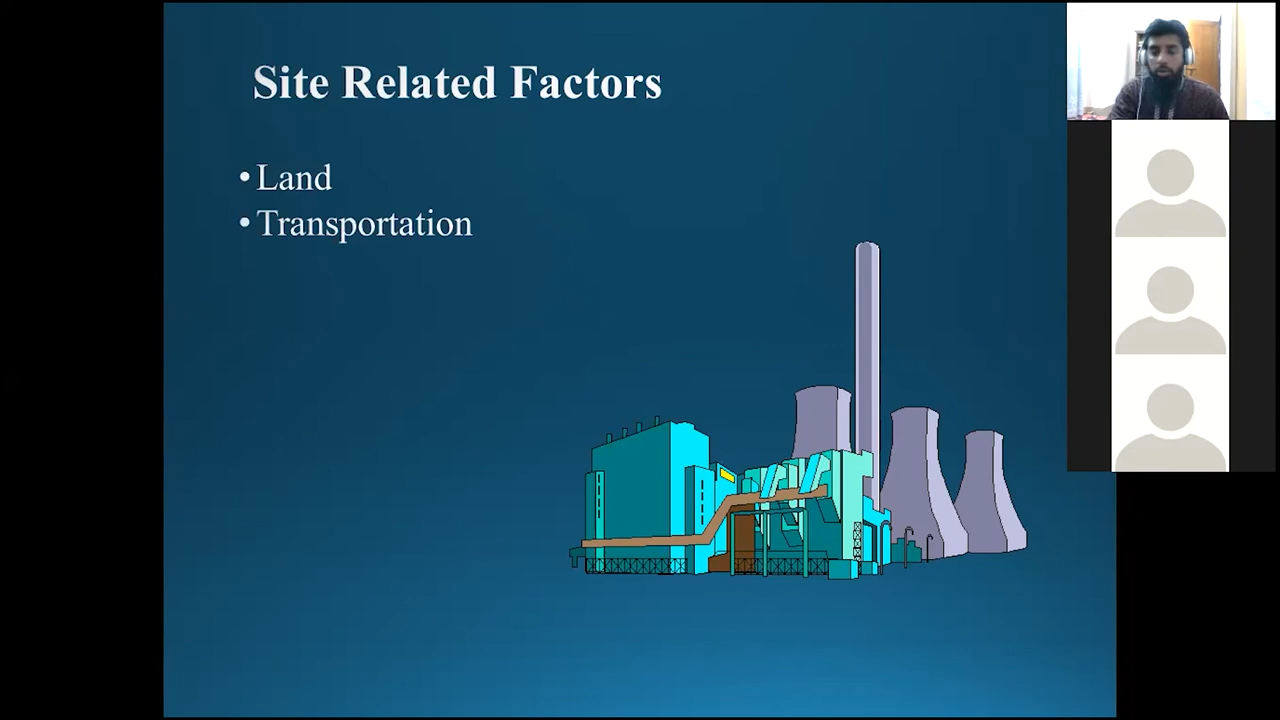 Site Related Factors
• Land
• Transportation